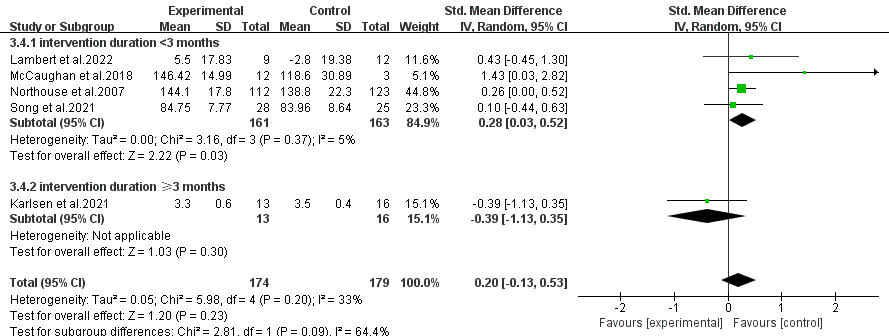 Experimental Control Std. Mean Difference Std. Mean Difference
Study or Subgroup Mean SD Total Mean SD Total Weight IV, Random, 95% CI IV, Random, 95% CI
3.4.1 intervention duration <3 months
Lambert et al.2022 5.5 17.83 9 -2.8 19.38 12 11.6% 0.43 [-0.45, 1.30]
McCaughan et al.2018 146.42 14.99 12 118.6 30.89 3 5.1% 1.43 [0.03, 2.82]
Northouse et al.2007 144.1 17.8 112 138.8 22.3 123 44.8% 0.26 [0.00, 0.52]
Song et al.2021 84.75 7.77 28 83.96 8.64 25 23.3% 0.10 [-0.44, 0.63]
Subtotal (95% CI) 161 163 84.9% 0.28 [0.03, 0.52]
Heterogeneity: Tau² = 0.00; Chi² = 3.16, df = 3 (P = 0.37); I² = 5%
Test for overall effect: Z = 2.22 (P = 0.03)
3.4.2 intervention duration ≥3 months
Karlsen et al.2021 3.3 0.6 13 3.5 0.4 16 15.1% -0.39 [-1.13, 0.35]
Subtotal (95% CI) 13 16 15.1% -0.39 [-1.13, 0.35]
Heterogeneity: Not applicable
Test for overall effect: Z = 1.03 (P = 0.30)
Total (95% CI) 174 179 100.0% 0.20 [-0.13, 0.53]
Heterogeneity: Tau² = 0.05; Chi² = 5.98, df = 4 (P = 0.20); I² = 33%
Test for overall effect: Z = 1.20 (P = 0.23)
Test for subgroup differences: Chi² = 2.81, df = 1 (P = 0.09), I² = 64.4%
-2 -1 0 1 2
Favours [experimental] Favours [control]